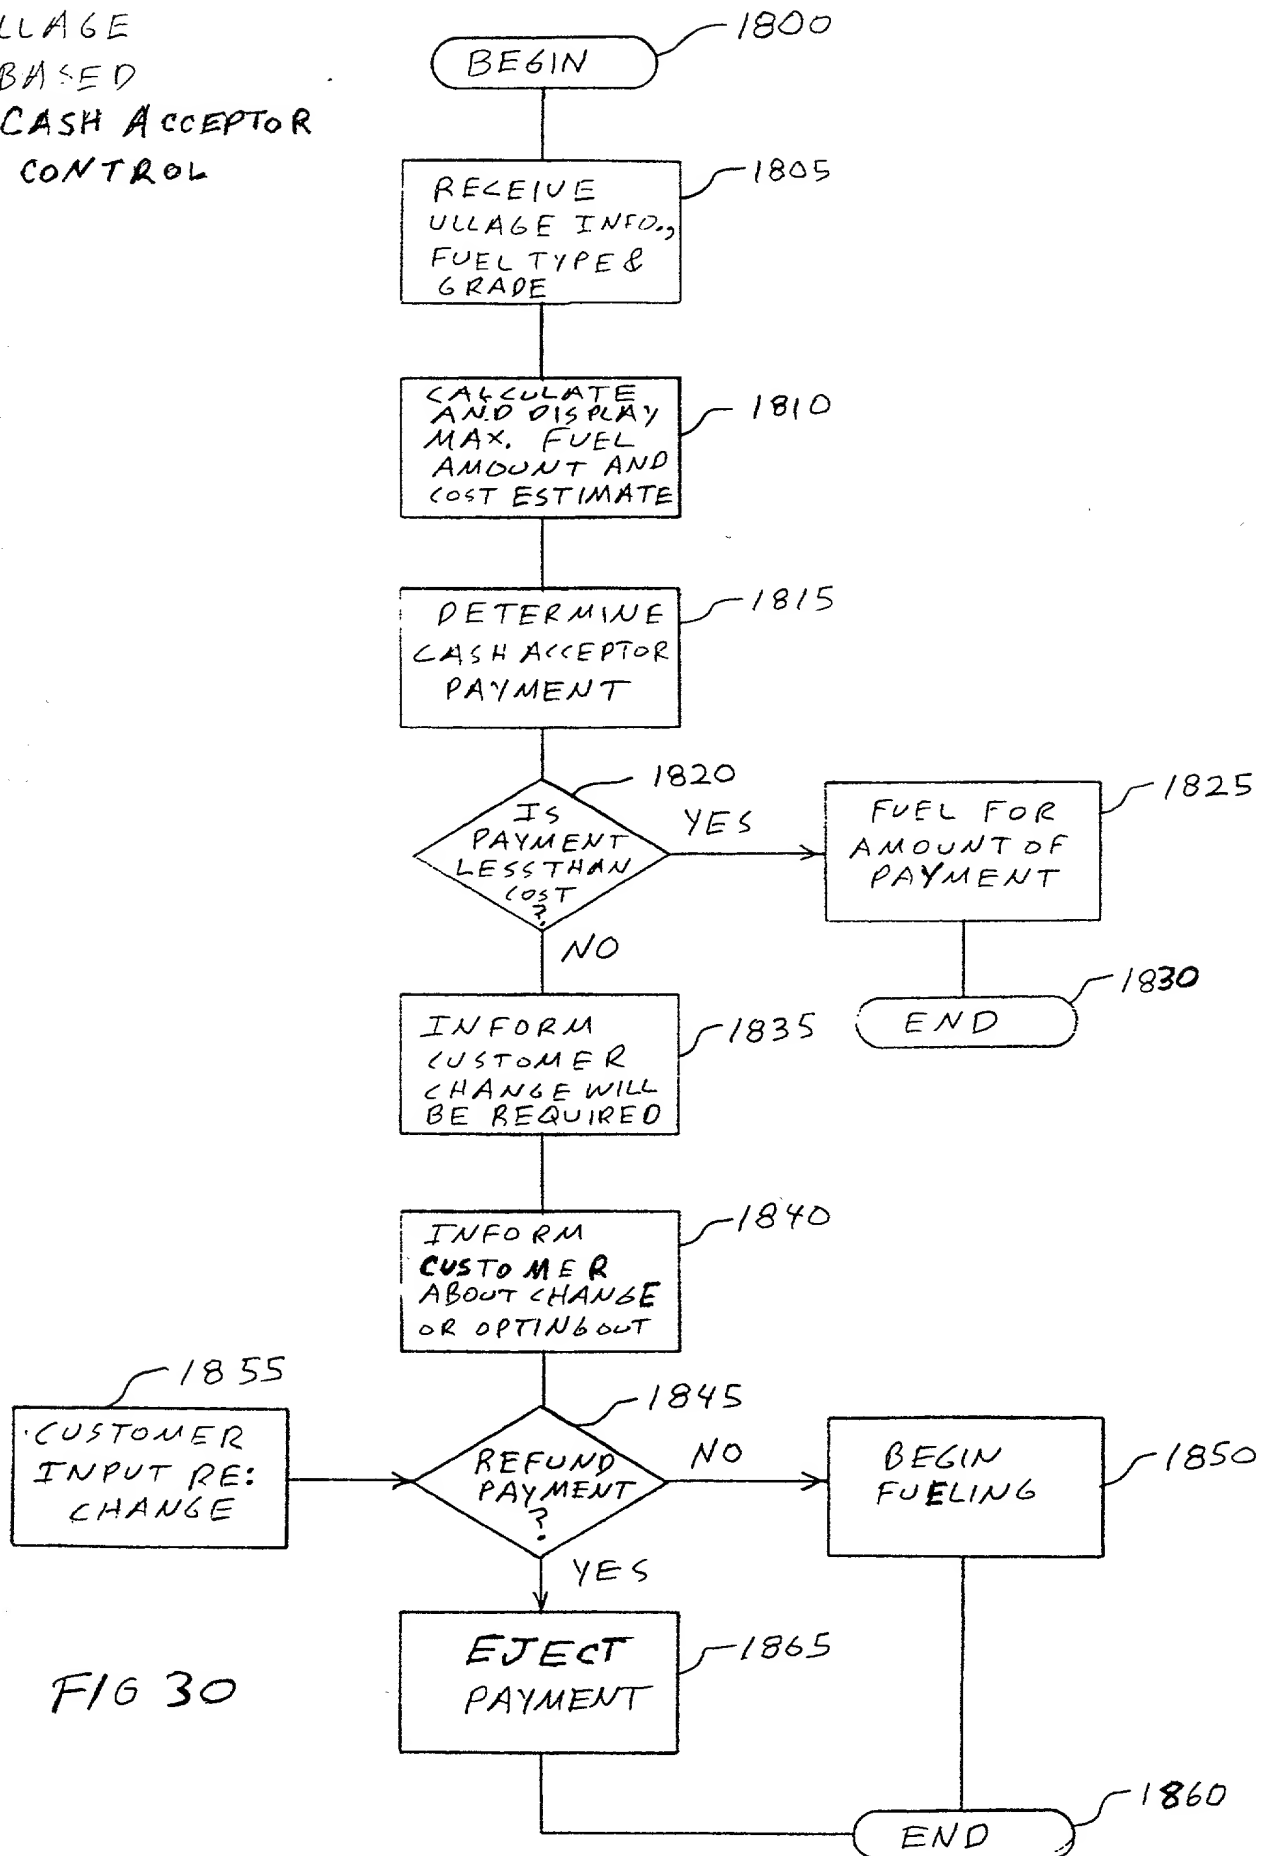 LLAGE
BASED
CASH ACCEPTOR
CONTROL
BEGIN
1800
RECEIVE
ULLAGE INFO.,
FUEL TYPE &
GRADE
1805
CALCULATE
AND DISPLAY
MAX. FUEL
AMOUNT AND
COST ESTIMATE
1810
DETERMINE
CASH ACCEPTOR
PAYMENT
1815
IS
PAYMENT
LESS THAN
COST
?
1820
YES
FUEL FOR
AMOUNT OF
PAYMENT
1825
END
1830
NO
INFORM
CUSTOMER
CHANGE WILL
BE REQUIRED
1835
INFORM
CUSTOMER
ABOUT CHANGE
OR OPTING OUT
1840
CUSTOMER
INPUT RE:
CHANGE
1855
REFUND
PAYMENT
?
1845
NO
BEGIN
FUELING
1850
YES
EJECT
PAYMENT
1865
END
1860
FIG 30